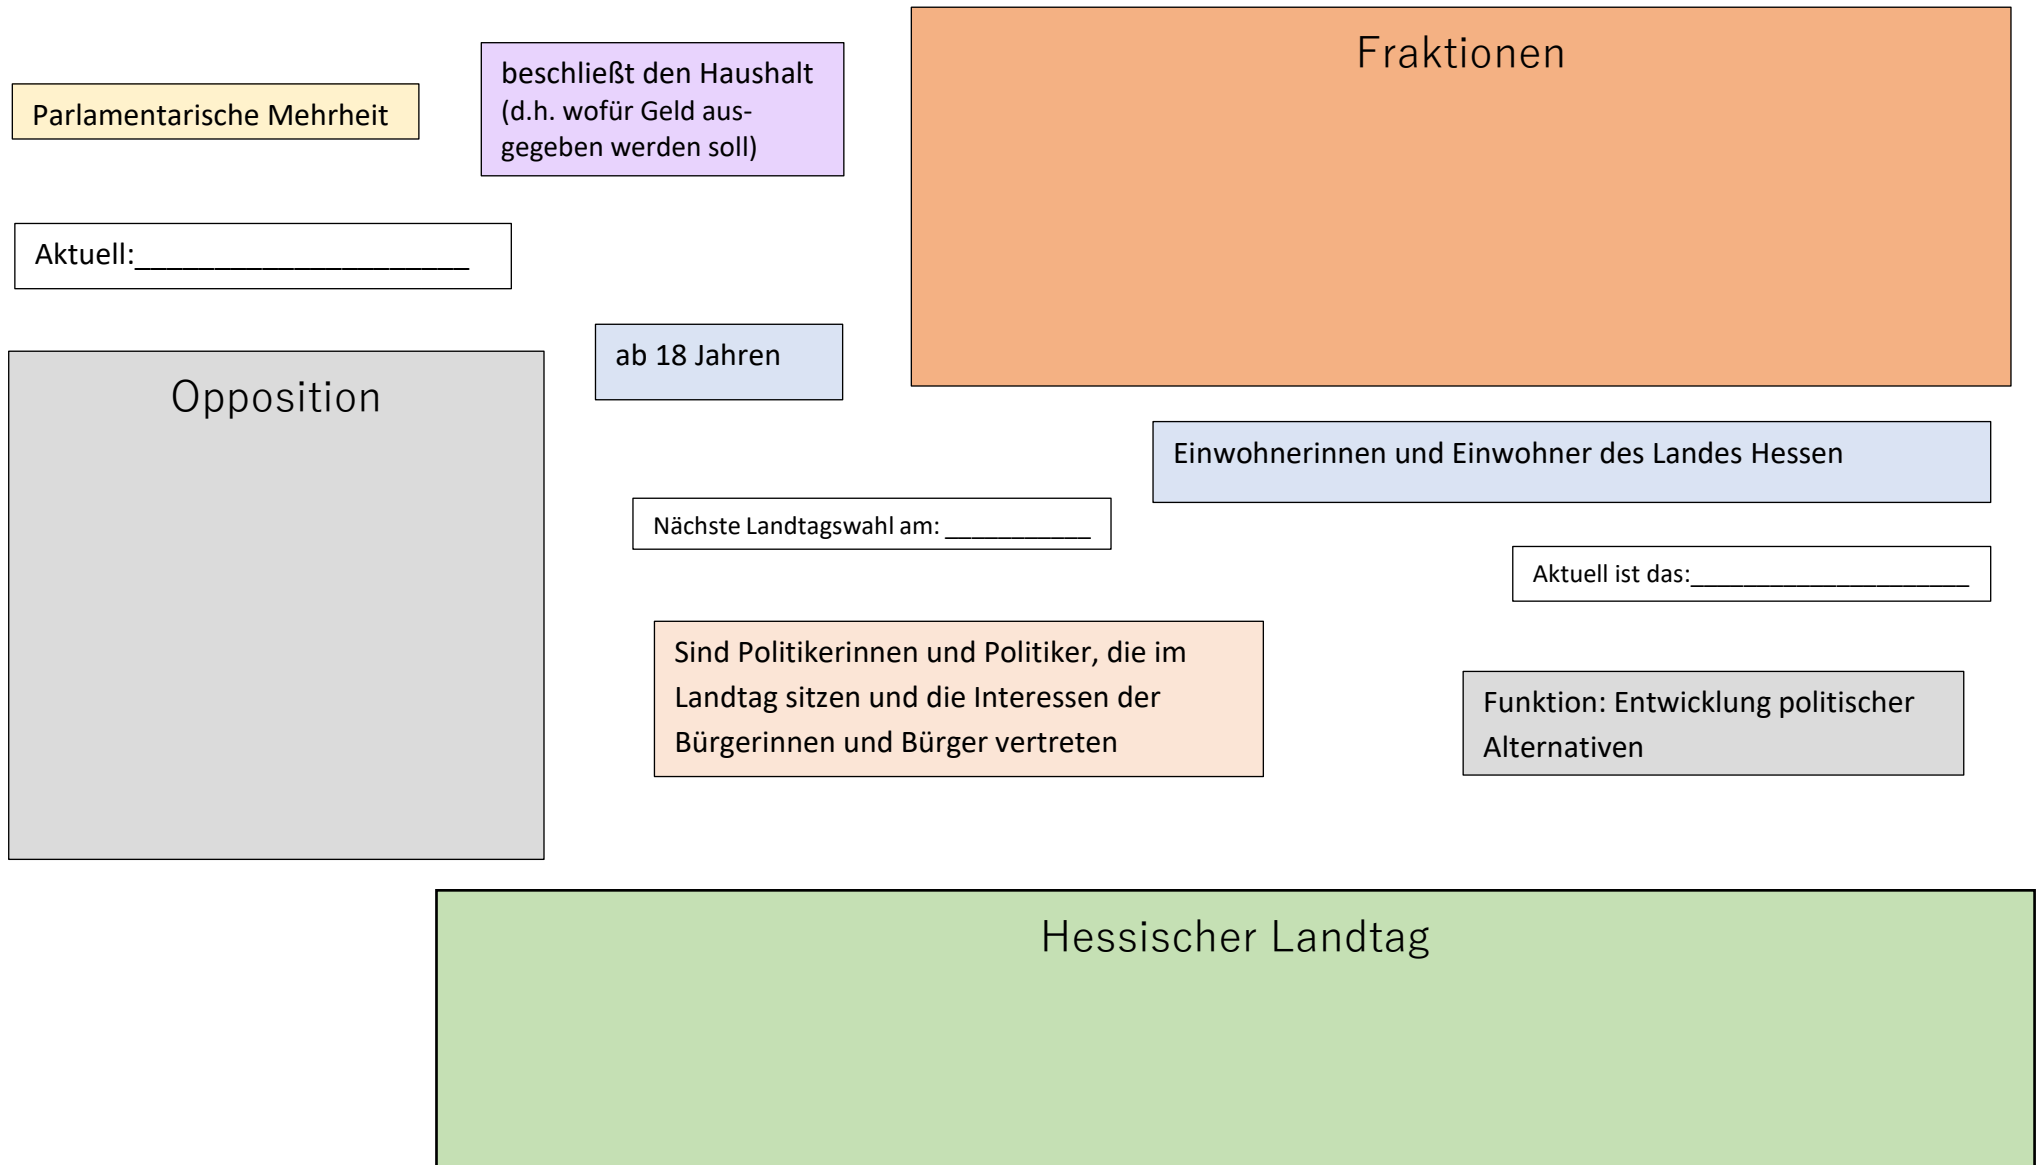 Fraktionen
beschließt den Haushalt
(d.h. wofür Geld aus-
gegeben werden soll)
Parlamentarische Mehrheit
Aktuell:_____________________
ab 18 Jahren
Opposition
Einwohnerinnen und Einwohner des Landes Hessen
Nächste Landtagswahl am: ___________
Aktuell ist das:_____________________
Sind Politikerinnen und Politiker, die im
Landtag sitzen und die Interessen der
Bürgerinnen und Bürger vertreten
Funktion: Entwicklung politischer
Alternativen
Hessischer Landtag